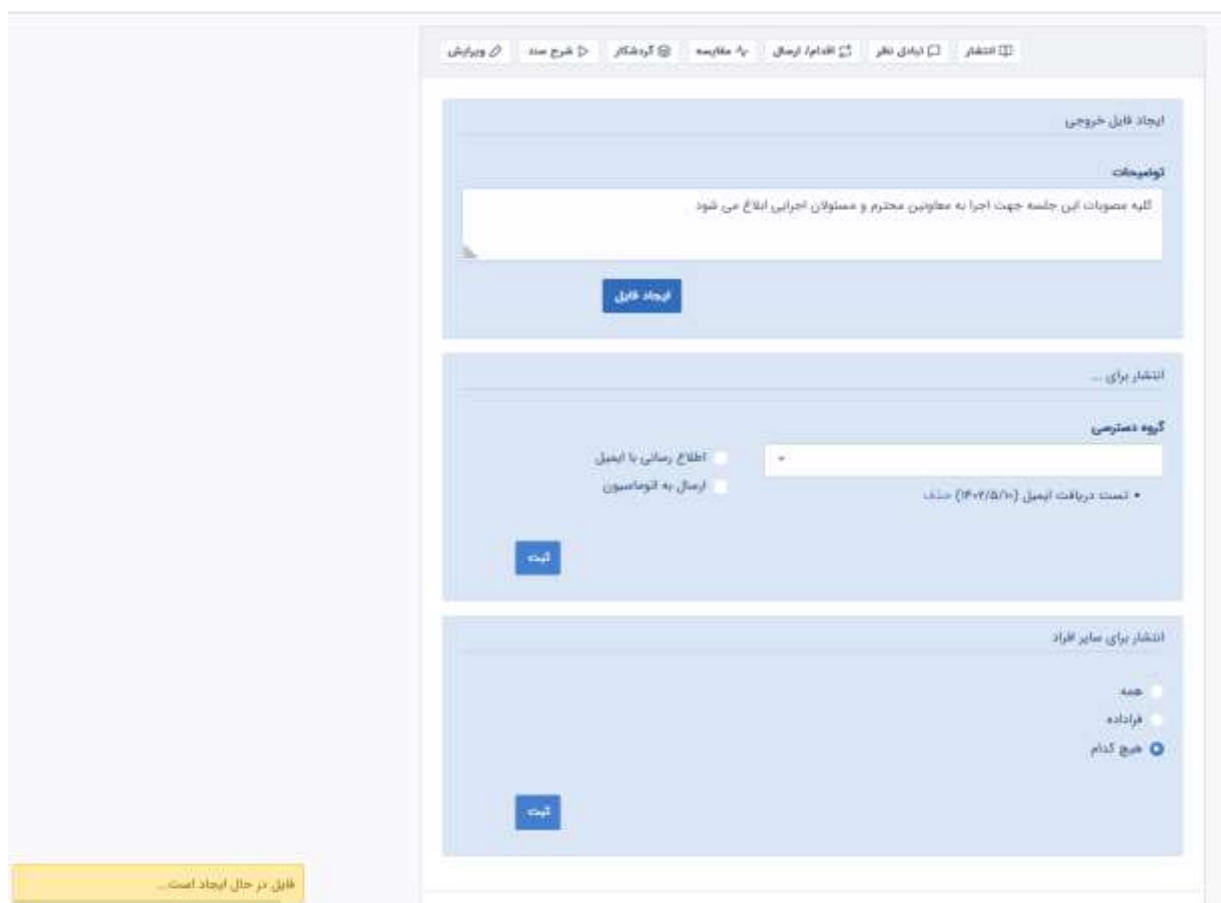 انتشار تبادل نظر اقدام/ ارسال مقایسه گردشکار شرح سند ویرایش
ایجاد فایل خروجی
توضیحات
کلیه مصوبات این جلسه جهت اجرا به معاونین محترم و مسئولان اجرایی ابلاغ می شود
ایجاد فایل
انتشار برای ...
گروه دسترسی
اطلاع رسانی با ایمیل
ارسال به اتوماسیون
تست دریافت ایمیل (۱۴۰۲/۵/۱۰) حذف
ثبت
انتشار برای سایر افراد
همه
فراداده
هیچ کدام
ثبت
فایل در حال ایجاد است...